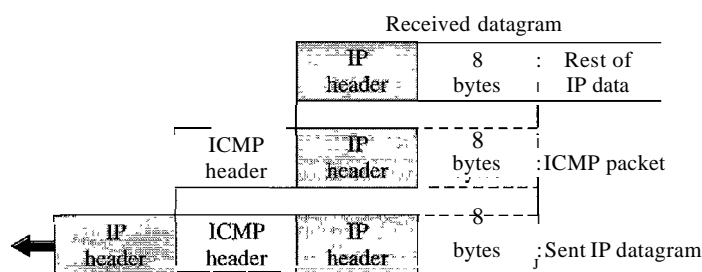 Received datagram
IP header
8 bytes
: Rest of IP data
ICMP header
IP header
8 bytes
:ICMP packet
IP header
ICMP header
IP header
8 bytes
:Sent IP datagram